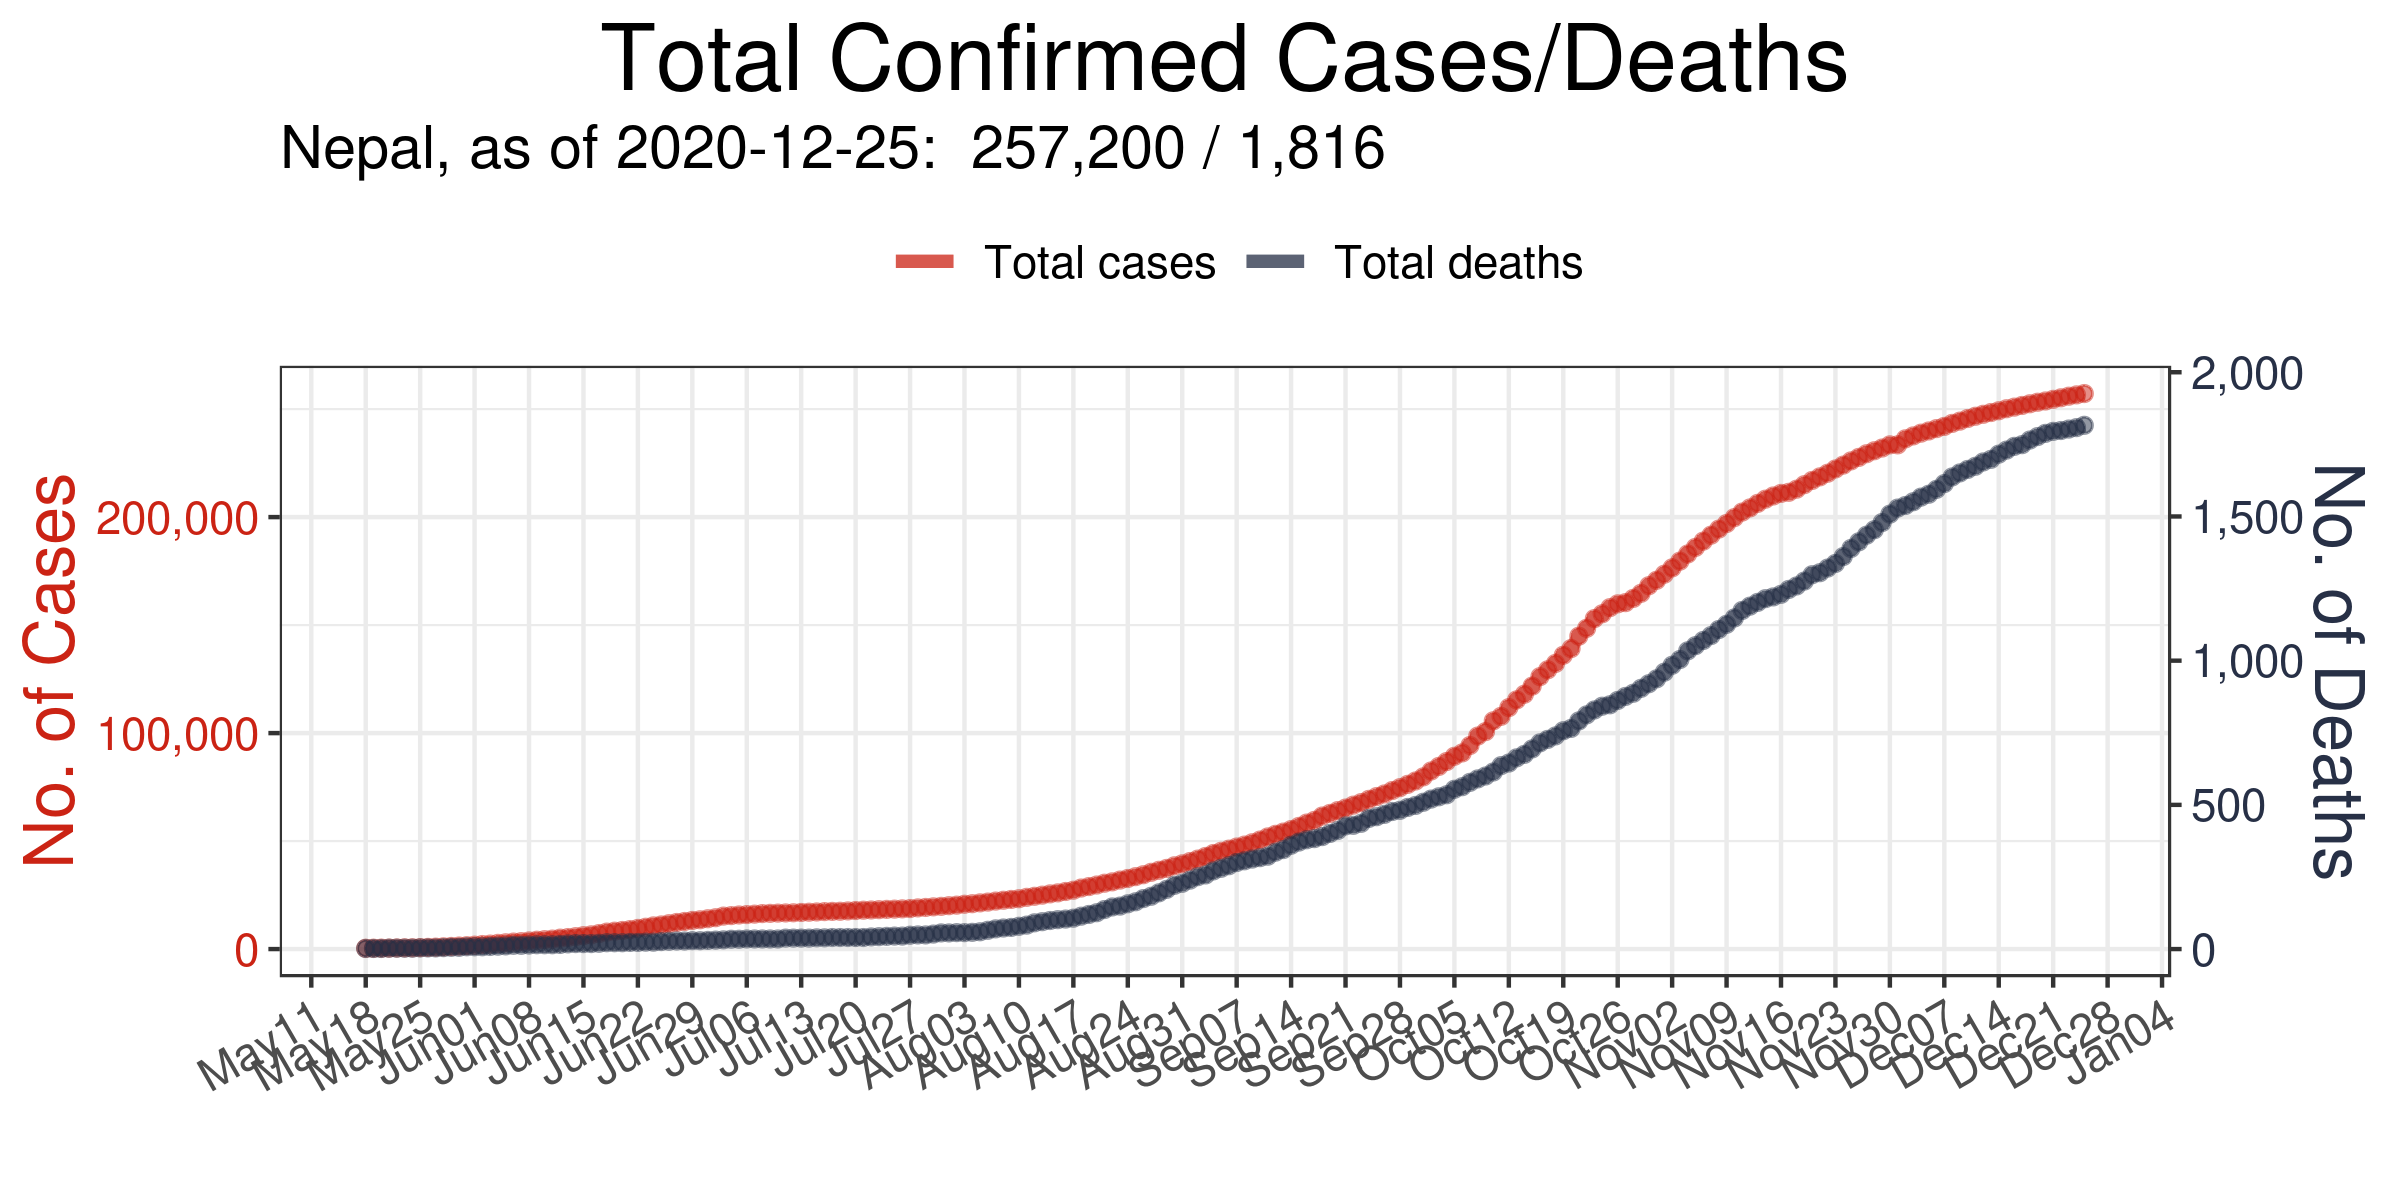 Total Confirmed Cases/Deaths
Nepal, as of 2020-12-25:  257,200 / 1,816
Total cases
Total deaths
No. of Cases
200,000
100,000
0
2,000
1,500
1,000
500
0
No. of Deaths
May11
May18
May25
Jun01
Jun08
Jun15
Jun22
Jun29
Jul06
Jul13
Jul20
Jul27
Aug03
Aug10
Aug17
Aug24
Aug31
Sep07
Sep14
Sep21
Sep28
Oct05
Oct12
Oct19
Oct26
Nov02
Nov09
Nov16
Nov23
Nov30
Dec07
Dec14
Dec21
Dec28
Jan04